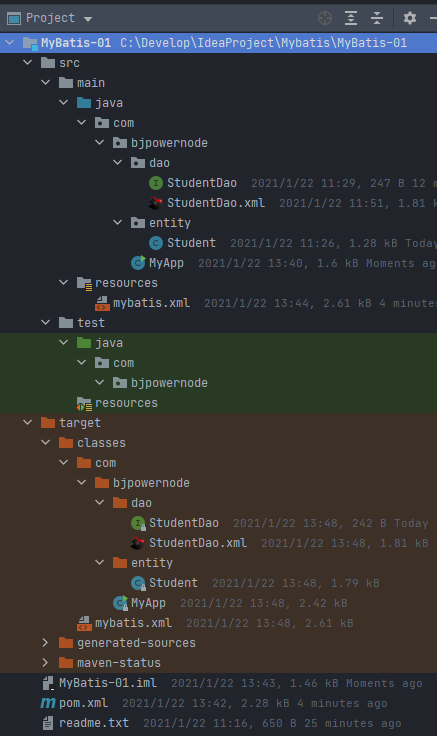 Project
MyBatis-01 C:\Develop\IdeaProject\Mybatis\MyBatis-01
src
main
java
com
bjpowernode
dao
StudentDao 2021/1/22 11:29, 247 B 12 m
StudentDao.xml 2021/1/22 11:51, 1.81 k
entity
Student 2021/1/22 11:26, 1.28 kB Today
MyApp 2021/1/22 13:40, 1.6 kB Moments ago
resources
mybatis.xml 2021/1/22 13:44, 2.61 kB 4 minute
test
java
com
bjpowernode
resources
target
classes
com
bjpowernode
dao
StudentDao 2021/1/22 13:48, 242 B Today
StudentDao.xml 2021/1/22 13:48, 1.81 kB
entity
Student 2021/1/22 13:48, 1.79 kB
MyApp 2021/1/22 13:48, 2.42 kB
mybatis.xml 2021/1/22 13:48, 2.61 kB
generated-sources
maven-status
MyBatis-01.iml 2021/1/22 13:43, 1.46 kB Moments ago
pom.xml 2021/1/22 13:42, 2.28 kB 4 minutes ago
readme.txt 2021/1/22 11:16, 650 B 25 minutes ago